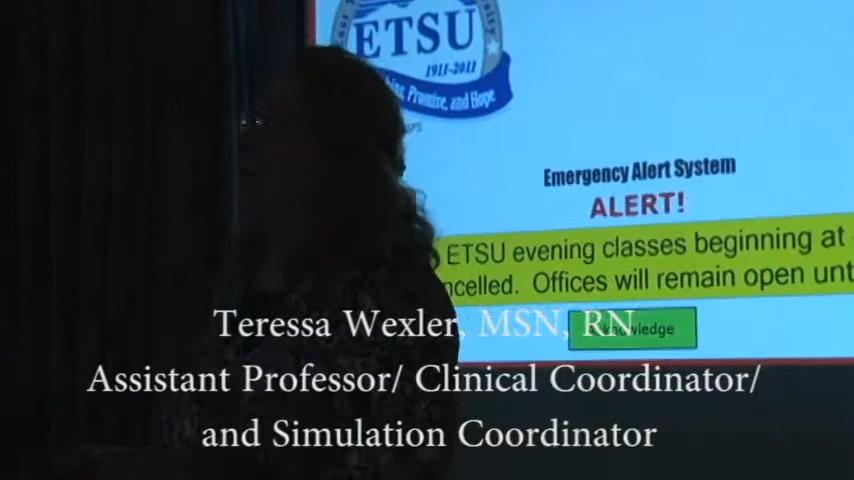 ETSU
1911-2011
Promise, and Hope
Emergency Alert System
ALERT!
ETSU evening classes beginning at
ncelled. Offices will remain open unt
Teressa Wexler, MSN, RN
Assistant Professor/ Clinical Coordinator/
and Simulation Coordinator